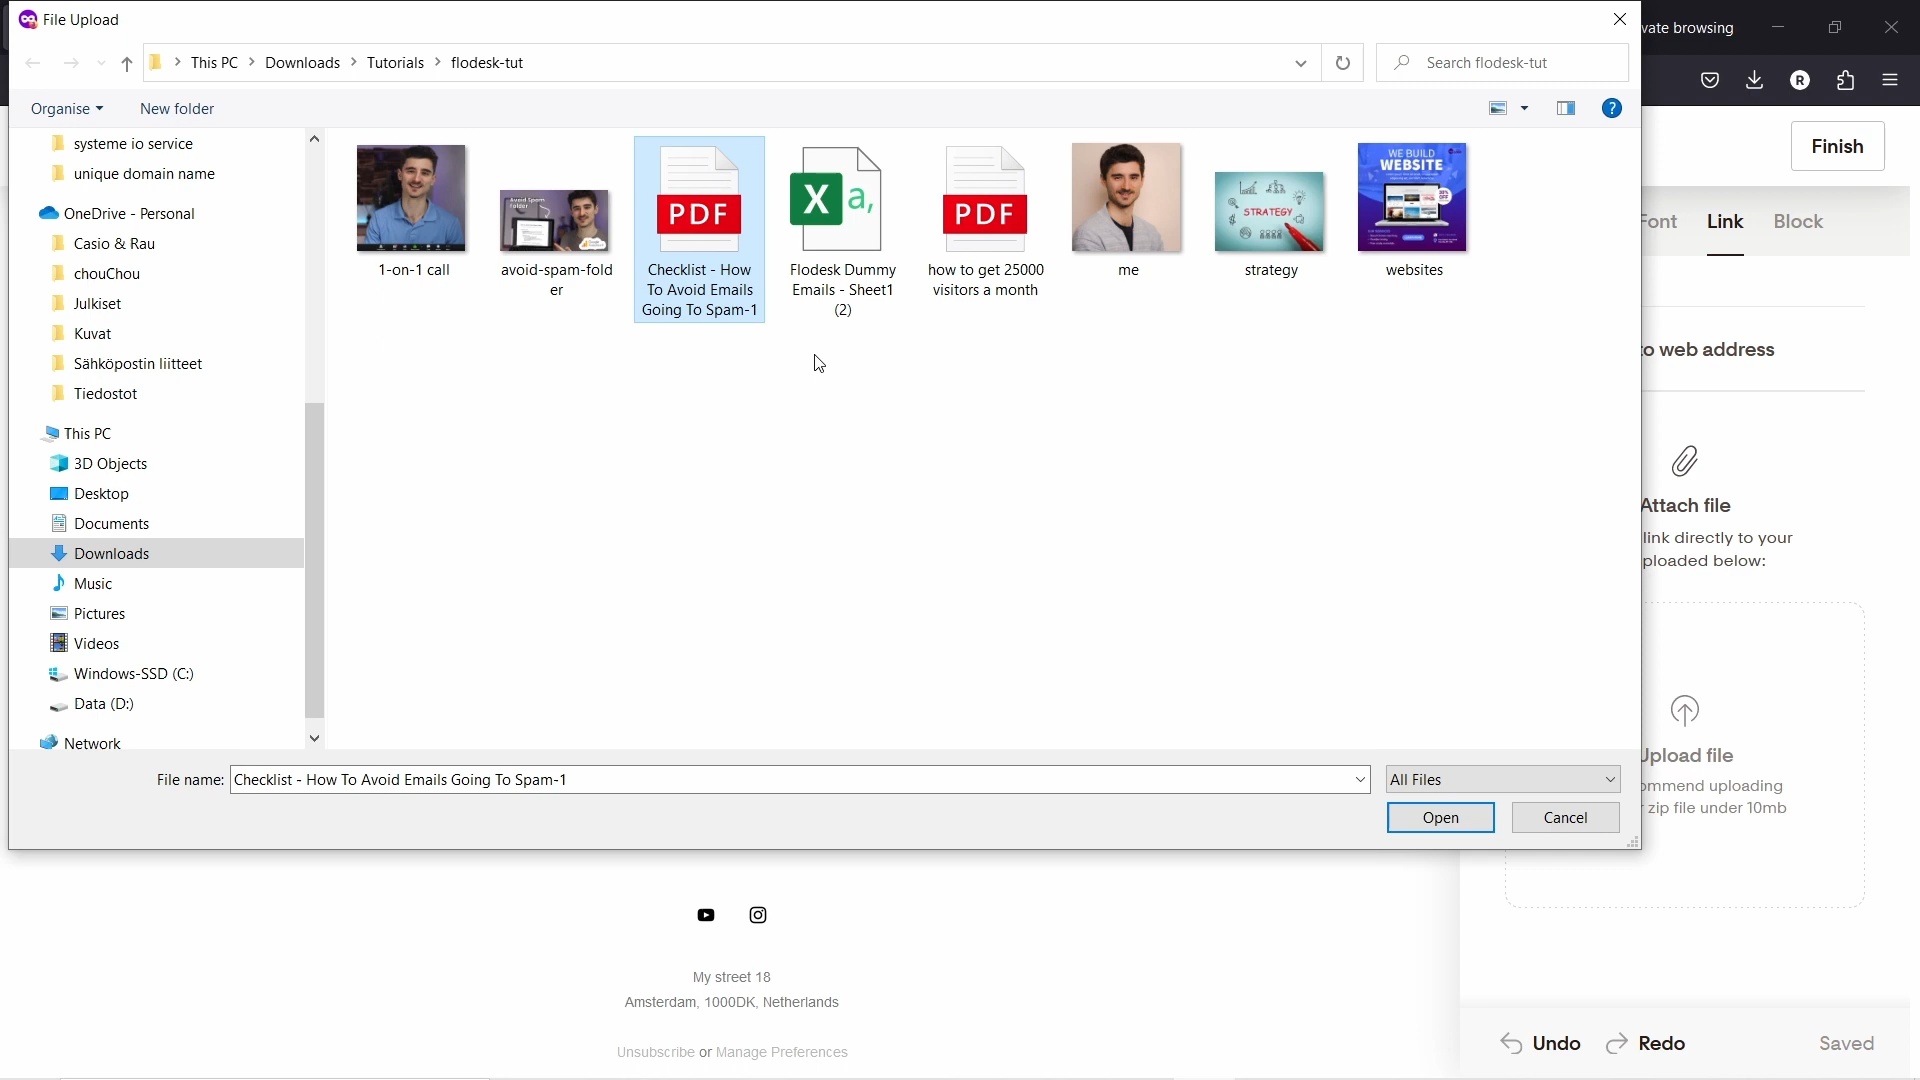 File Upload
vate browsing
This PC > Downloads > Tutorials > flodesk-tut
Search flodesk-tut
Organise
New folder
Finish
systeme io service
unique domain name
OneDrive - Personal
Casio & Rau
chouChou
Julkiset
Kuvat
Sähköpostin liitteet
Tiedostot
This PC
3D Objects
Desktop
Documents
Downloads
Music
Pictures
Videos
Windows-SSD (C:)
Data (D:)
Network
1-on-1 call
Avoid Spam
Folder
avoid-spam-fold
er
PDF
Checklist - How
To Avoid Emails
Going To Spam-1
X a,
Flodesk Dummy
Emails - Sheet1
(2)
PDF
how to get 25000
visitors a month
me
STRATEGY
strategy
WE BUILD
WEBSITE
websites
Font
Link
Block
to web address
Attach file
link directly to your
ploaded below:
Upload file
ommend uploading
zip file under 10mb
File name:
Checklist - How To Avoid Emails Going To Spam-1
All Files
Open
Cancel
My street 18
Amsterdam, 1000DK, Netherlands
Unsubscribe or Manage Preferences
Undo
Redo
Saved